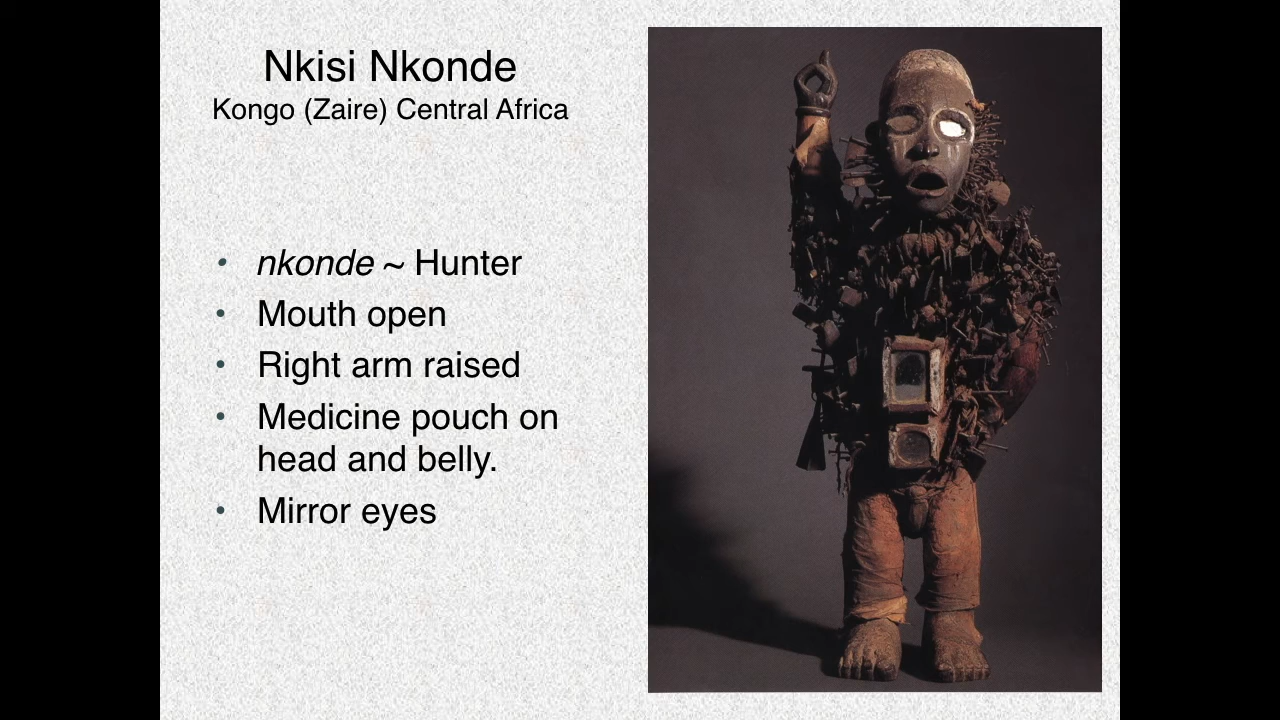 Nkisi Nkonde
Kongo (Zaire) Central Africa
• nkonde ~ Hunter
• Mouth open
• Right arm raised
• Medicine pouch on
head and belly.
• Mirror eyes